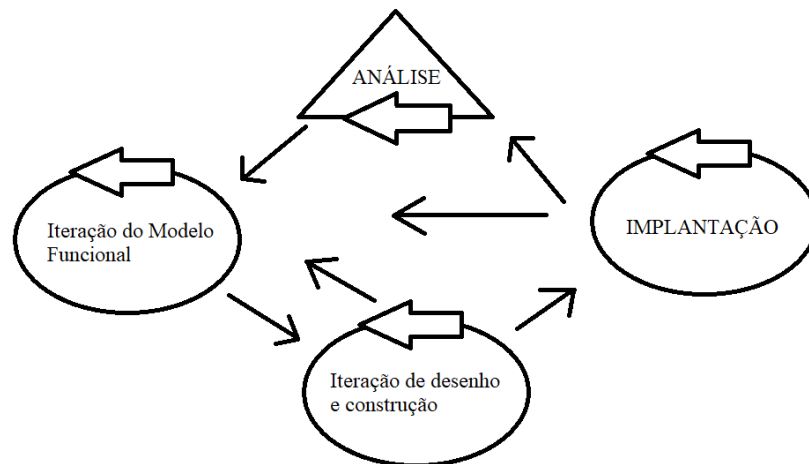 ANÁLISE
Iteração do Modelo
Funcional
IMPLANTAÇÃO
Iteração de desenho
e construção